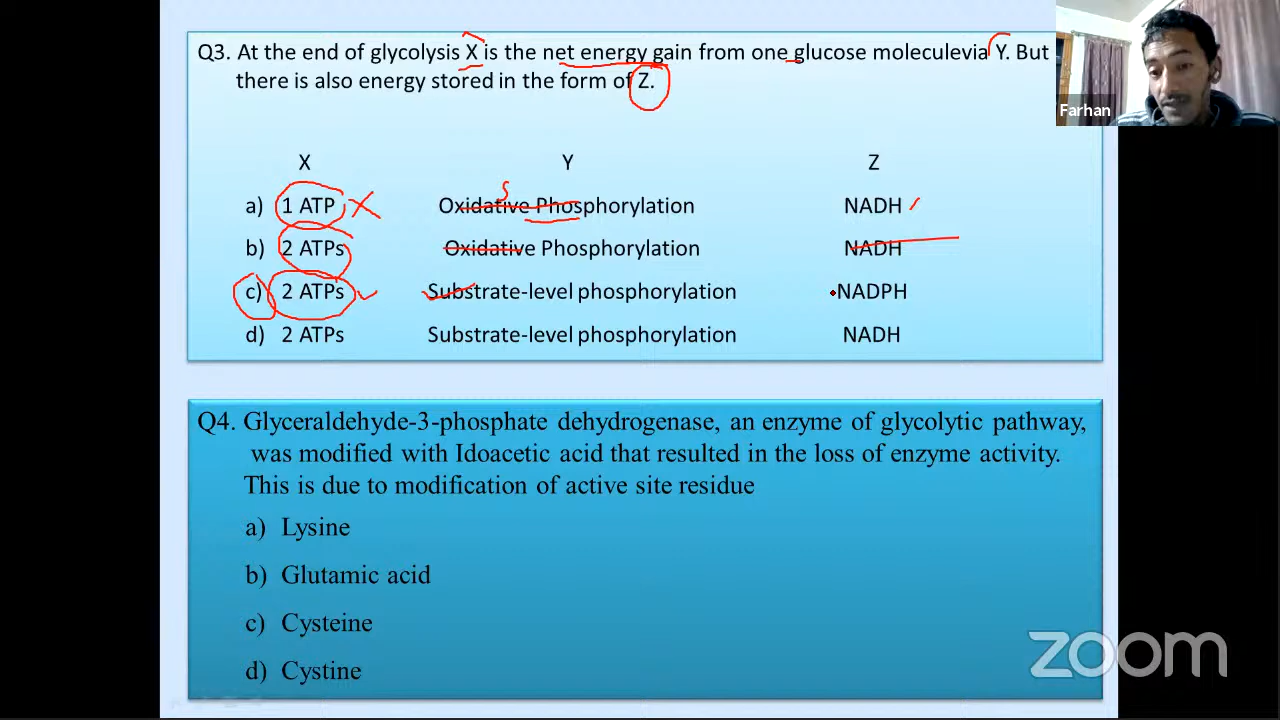 Q3. At the end of glycolysis X is the net energy gain from one glucose moleculevia Y. But
there is also energy stored in the form of Z.
Farhan
X Y Z
a) 1 ATP Oxidative Phosphorylation NADH
S
b) 2 ATPs Oxidative Phosphorylation NADH
c) 2 ATPs Substrate-level phosphorylation NADPH
d) 2 ATPs Substrate-level phosphorylation NADH
Q4. Glyceraldehyde-3-phosphate dehydrogenase, an enzyme of glycolytic pathway,
was modified with Idoacetic acid that resulted in the loss of enzyme activity.
This is due to modification of active site residue
a) Lysine
b) Glutamic acid
c) Cysteine
d) Cystine
zoom